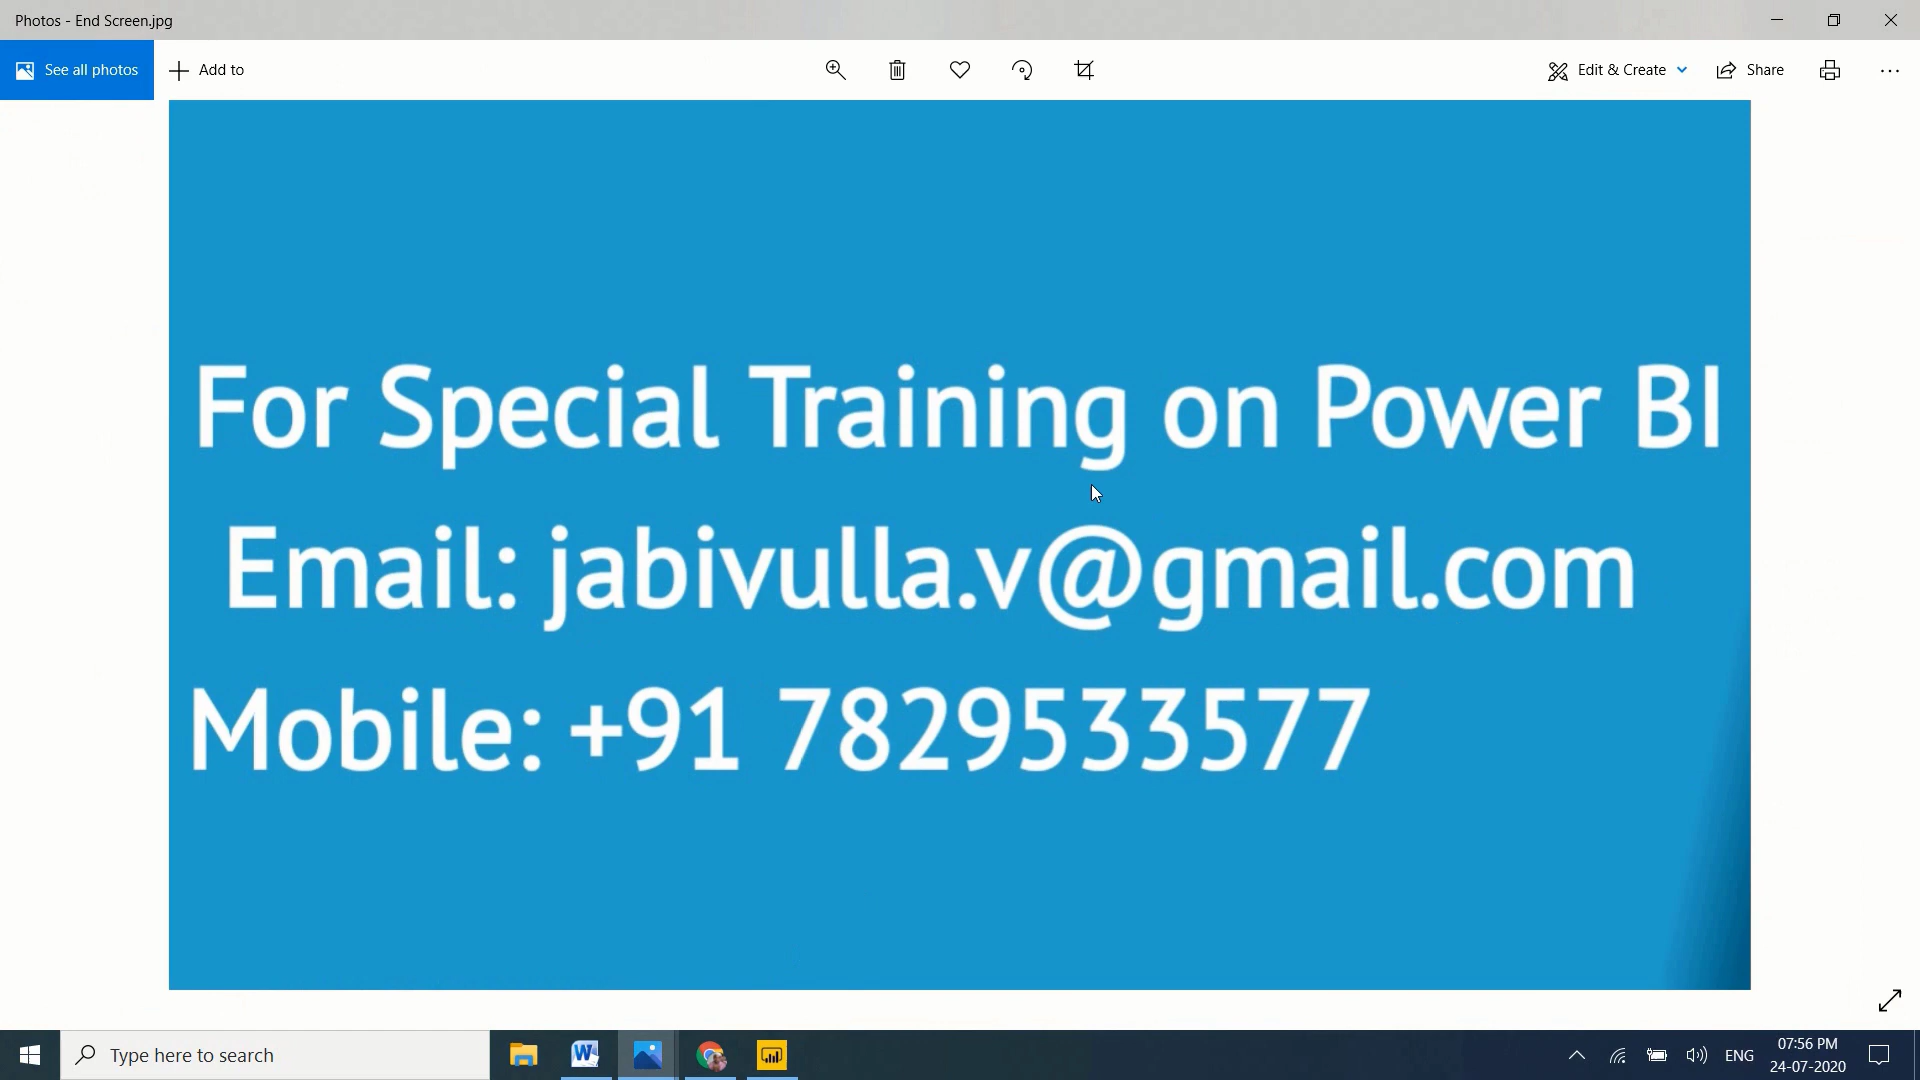 Photos - End Screen.jpg
See all photos
Add to
Edit & Create
Share
For Special Training on Power BI
Email: jabivulla.v@gmail.com
Mobile: +91 7829533577
Type here to search
ENG
07:56 PM
24-07-2020